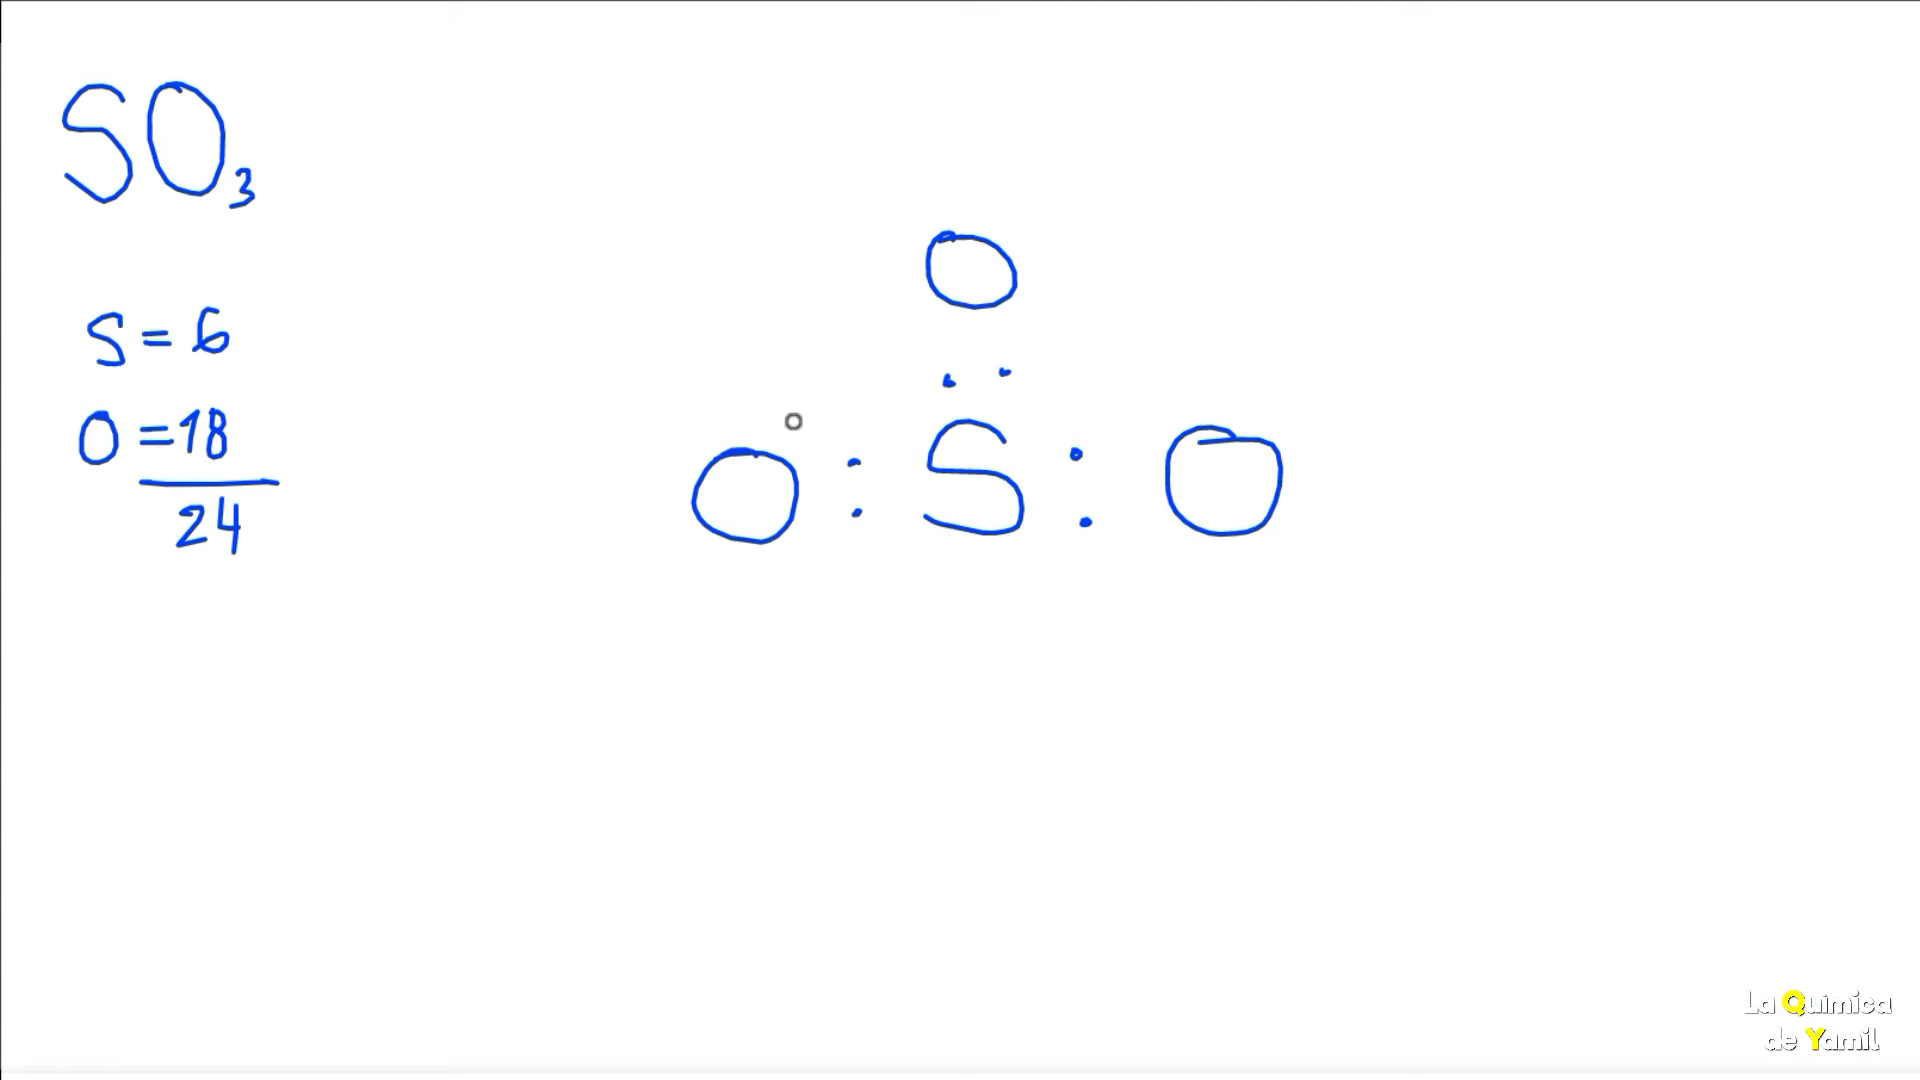 SO₃
S = 6
O = 18
24
O
O : S : O
La Química
de Yamil